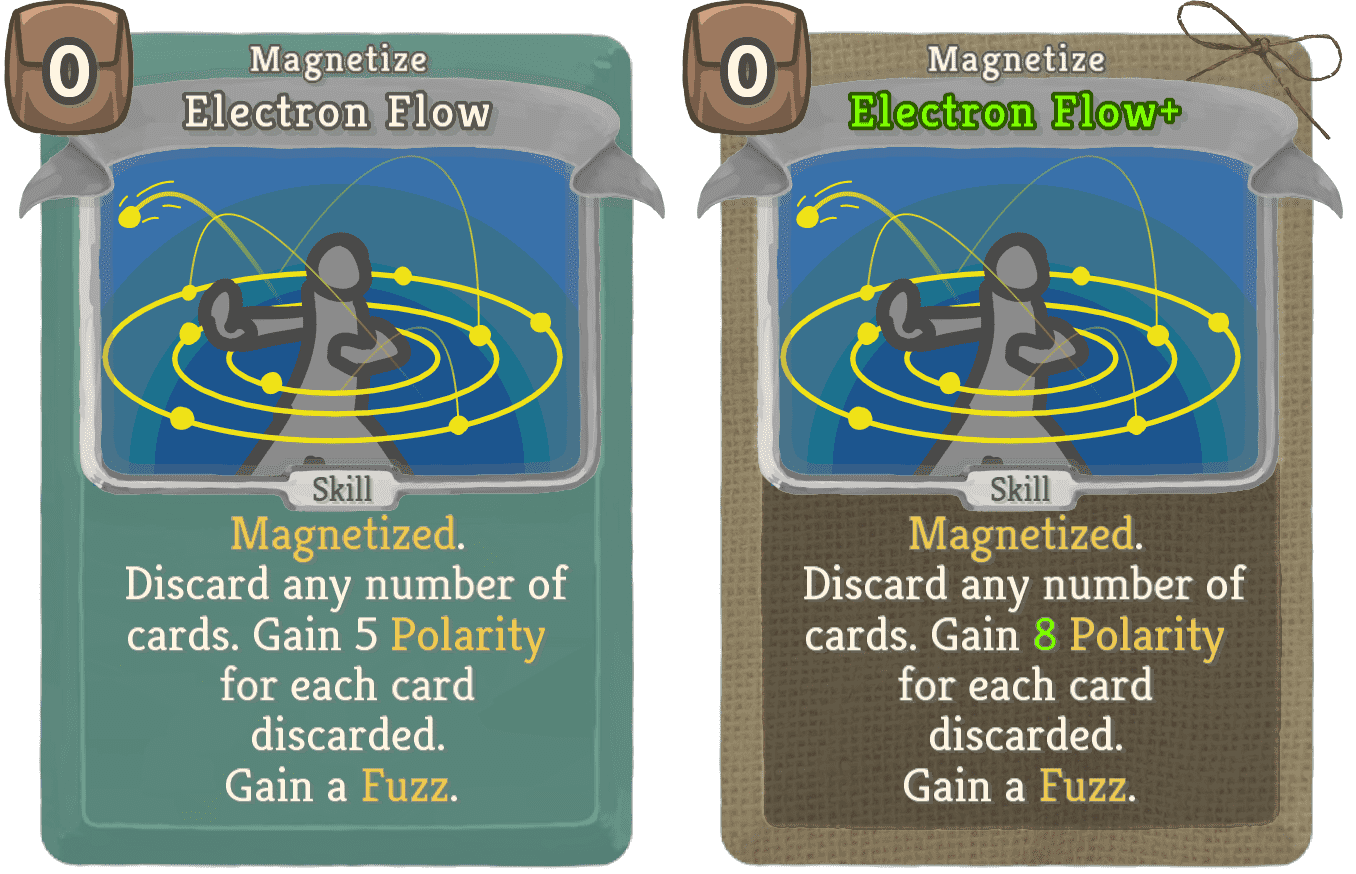 0
Magnetize
Electron Flow
Skill
Magnetized.
Discard any number of
cards. Gain 5 Polarity
for each card
discarded.
Gain a Fuzz.
0
Magnetize
Electron Flow+
Skill
Magnetized.
Discard any number of
cards. Gain 8 Polarity
for each card
discarded.
Gain a Fuzz.